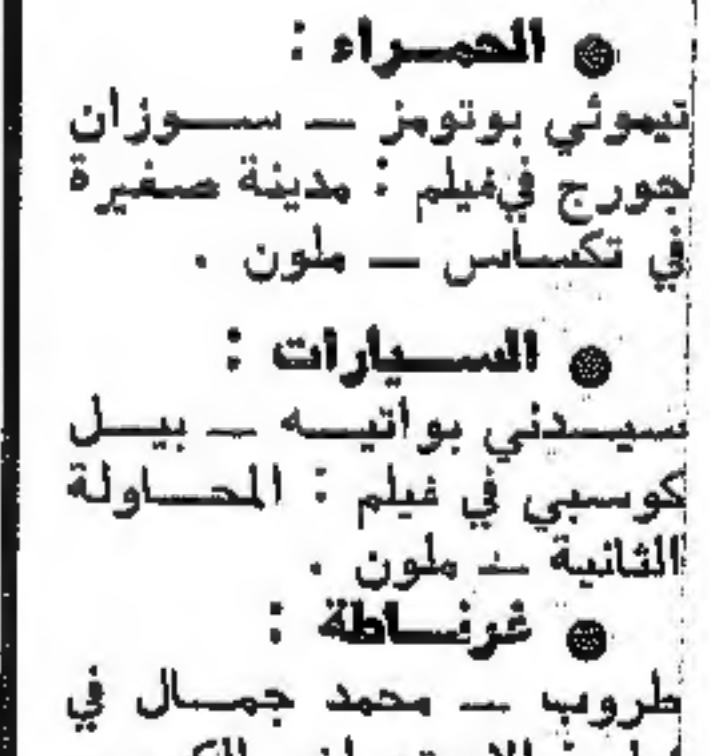 ● الحمراء :
تيموثي بوتومز — سوزان
جورج في فيلم : مدينة صغيرة
في تكساس — ملون .
● السيارات :
سيدني بواتييه — بيل
كوسبي في فيلم : المحاولة
الثانية — ملون .
● غرناطة :
طروب — محمد جمال في